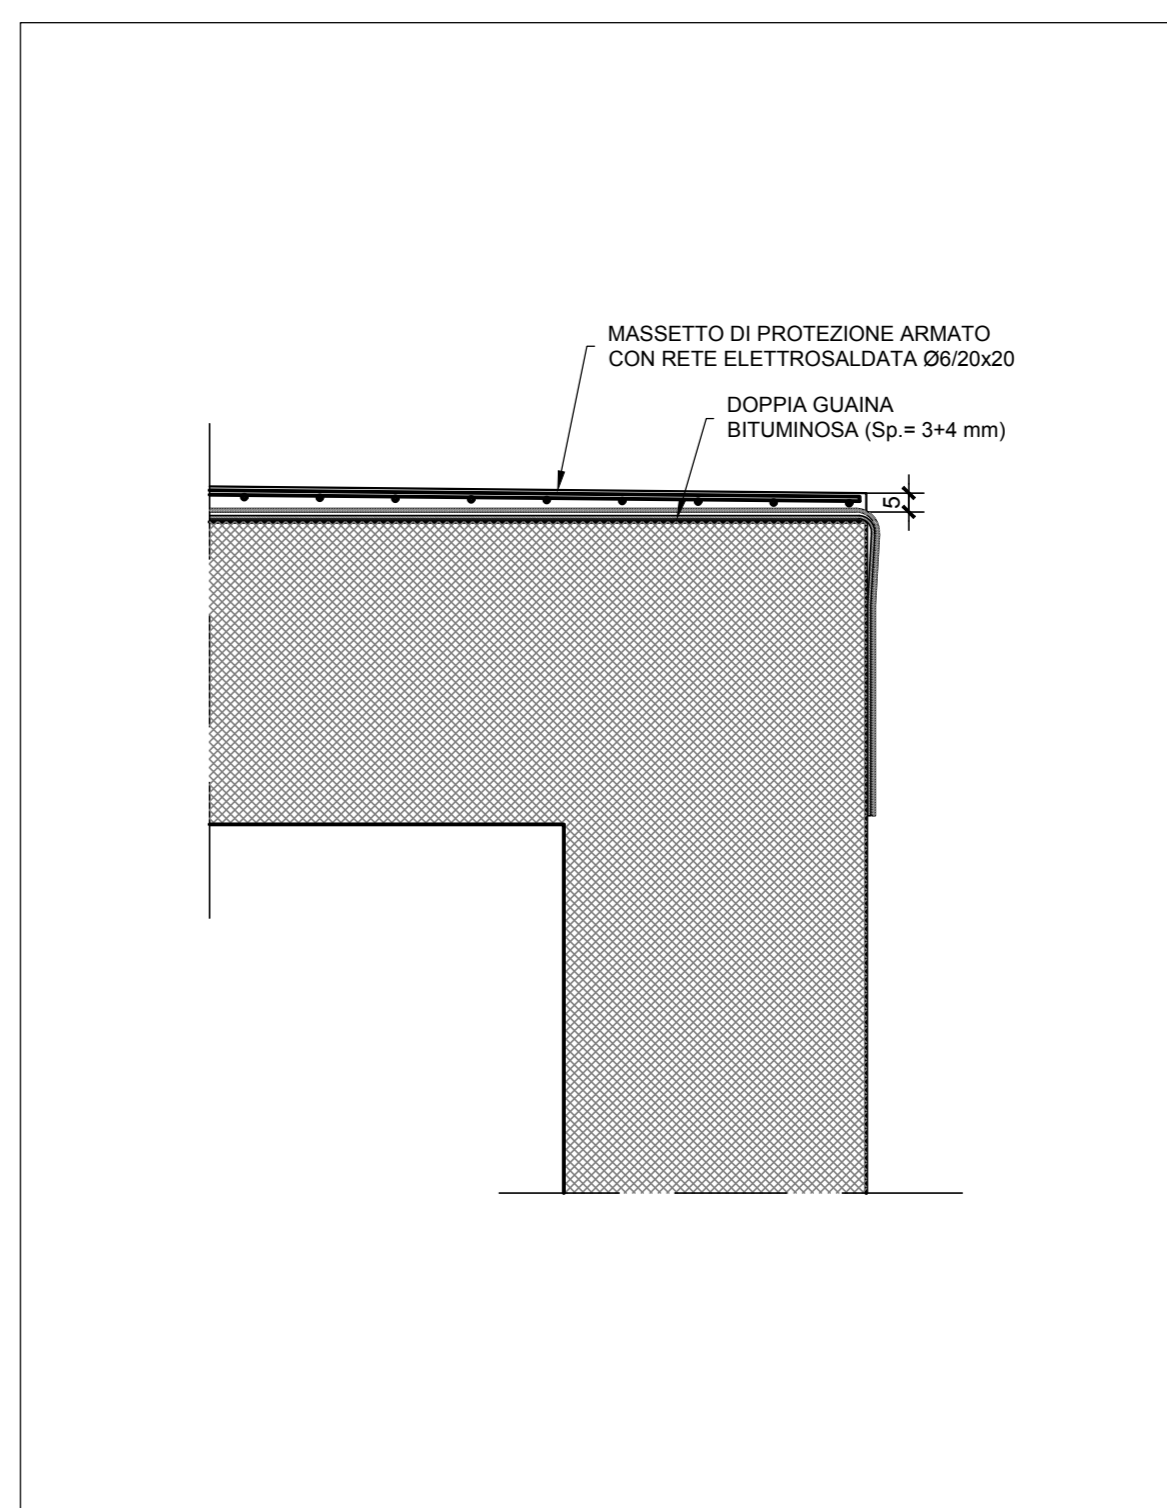 MASSETTO DI PROTEZIONE ARMATO
CON RETE ELETTROSALDATA Ø6/20x20
DOPPIA GUAINA
BITUMINOSA (Sp.= 3+4 mm)
5